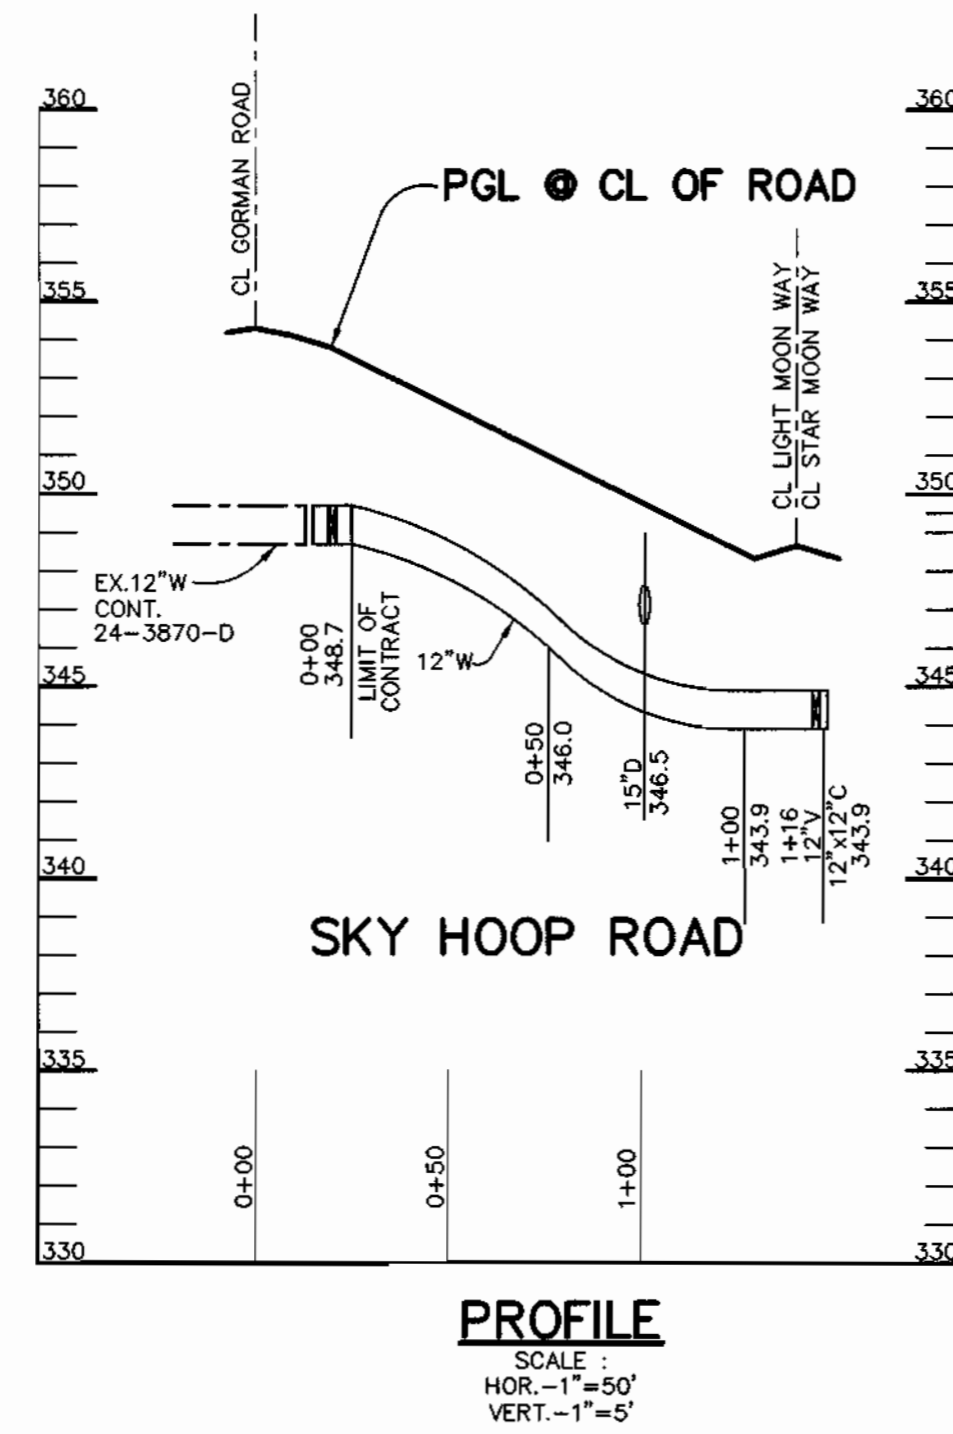 360
360
CL GORMAN ROAD
PGL @ CL OF ROAD
355
355
CL LIGHT MOON WAY
CL STAR MOON WAY
350
350
EX.12"W
CONT.
24-3870-D
0+00
348.7
LIMIT OF
CONTRACT
12"W
345
345
0+50
346.0
15"D
346.5
1+00
343.9
1+16
12"V
12"x12"C
343.9
340
340
SKY HOOP ROAD
335
335
0+00
0+50
1+00
330
330
PROFILE
SCALE :
HOR.-1"=50'
VERT.-1"=5'